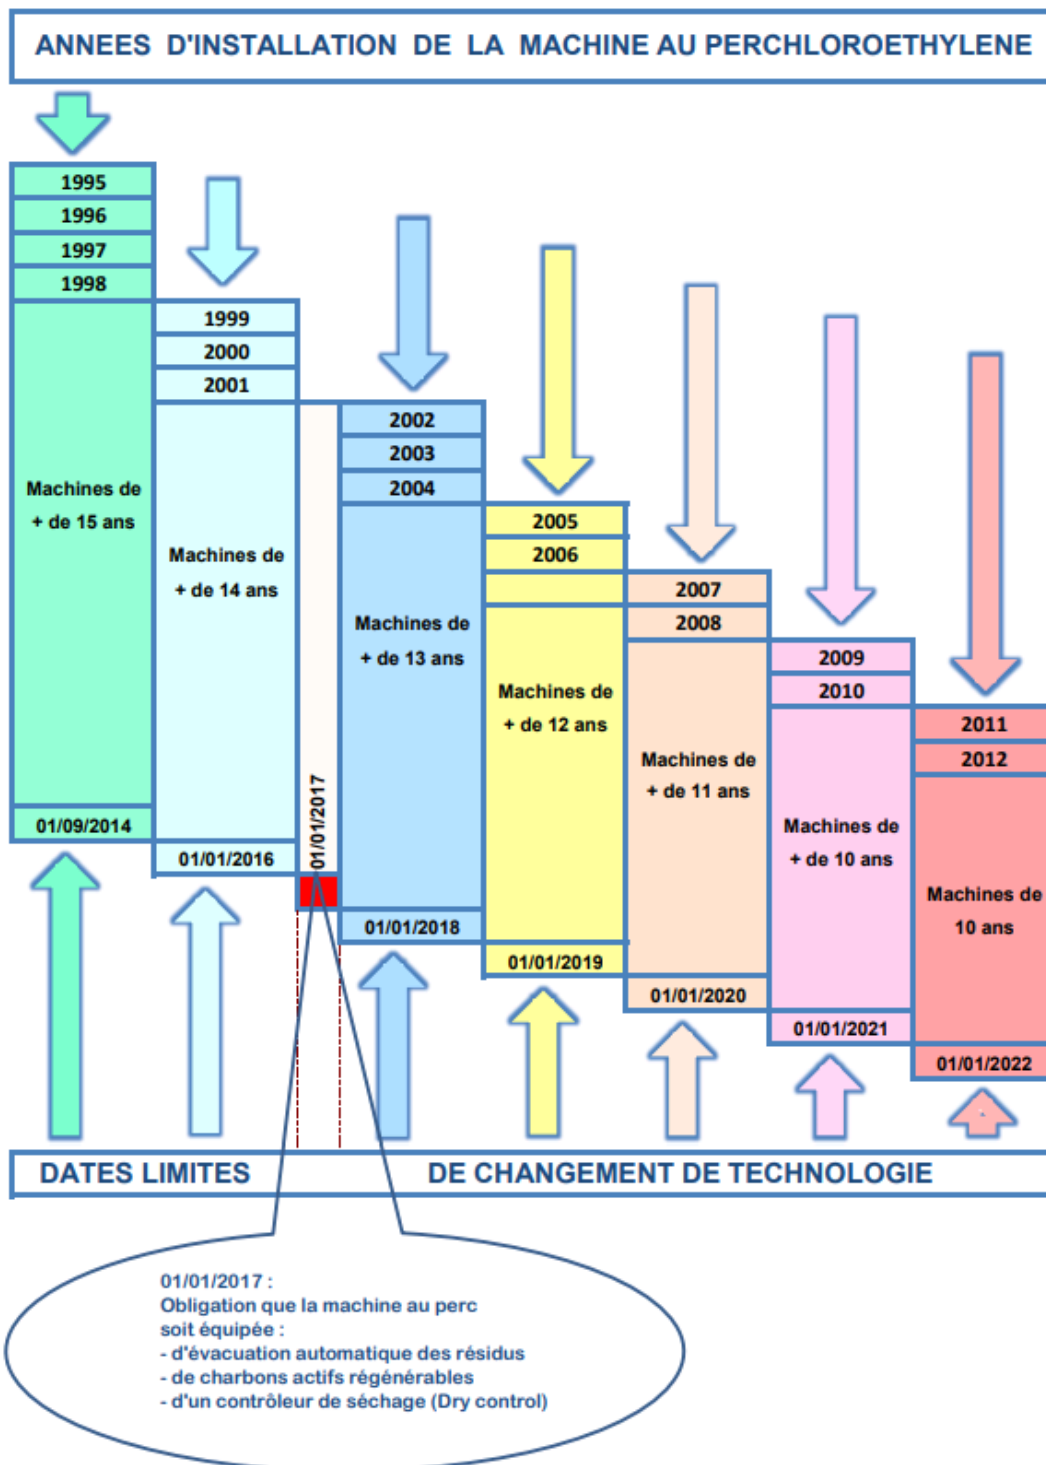 ANNEES D'INSTALLATION DE LA MACHINE AU PERCHLOROETHYLENE
1995
1996
1997
1998
Machines de
+ de 15 ans
01/09/2014
1999
2000
2001
Machines de
+ de 14 ans
01/01/2016
01/01/2017
2002
2003
2004
Machines de
+ de 13 ans
01/01/2018
2005
2006
Machines de
+ de 12 ans
01/01/2019
2007
2008
Machines de
+ de 11 ans
01/01/2020
2009
2010
Machines de
+ de 10 ans
01/01/2021
2011
2012
Machines de
10 ans
01/01/2022
DATES LIMITES DE CHANGEMENT DE TECHNOLOGIE
01/01/2017 :
Obligation que la machine au perc
soit équipée :
- d'évacuation automatique des résidus
- de charbons actifs régénérables
- d'un contrôleur de séchage (Dry control)